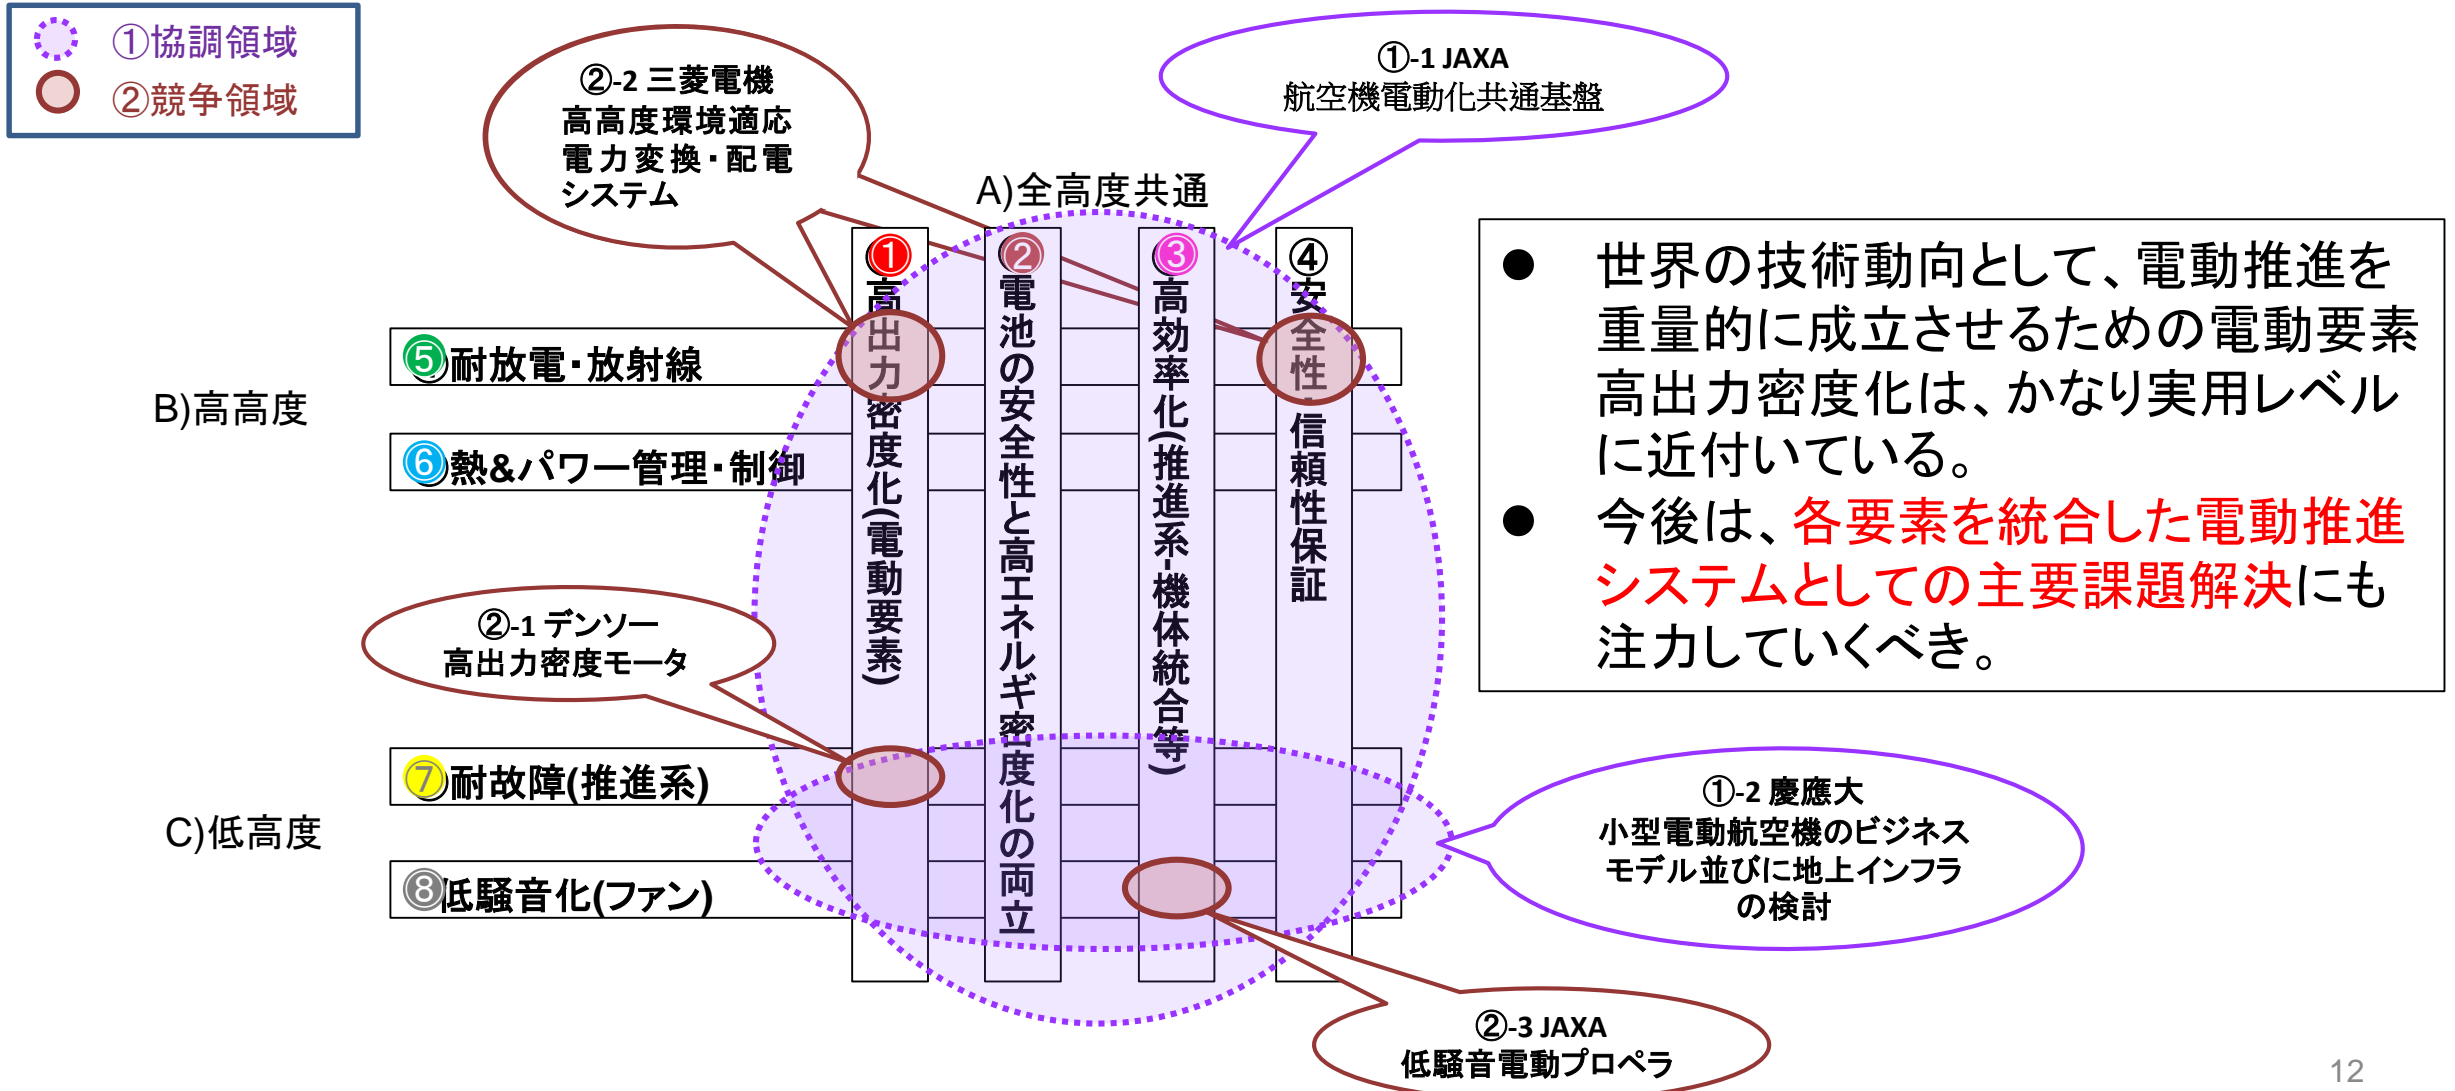 ①協調領域
②競争領域
②-2 三菱電機
高高度環境適応
電力変換・配電
システム
①-1 JAXA
航空機電動化共通基盤
A)全高度共通
①高出力密度化(電動要素)
②電池の安全性と高エネルギ密度化の両立
③高効率化(推進系-機体統合等)
④安全性・信頼性保証
B)高高度
⑤耐放電・放射線
⑥熱&パワー管理・制御
②-1 デンソー
高出力密度モータ
C)低高度
⑦耐故障(推進系)
⑧低騒音化(ファン)
● 世界の技術動向として、電動推進を
重量的に成立させるための電動要素
高出力密度化は、かなり実用レベル
に近付いている。
● 今後は、各要素を統合した電動推進
システムとしての主要課題解決にも
注力していくべき。
①-2 慶應大
小型電動航空機のビジネス
モデル並びに地上インフラ
の検討
②-3 JAXA
低騒音電動プロペラ
12